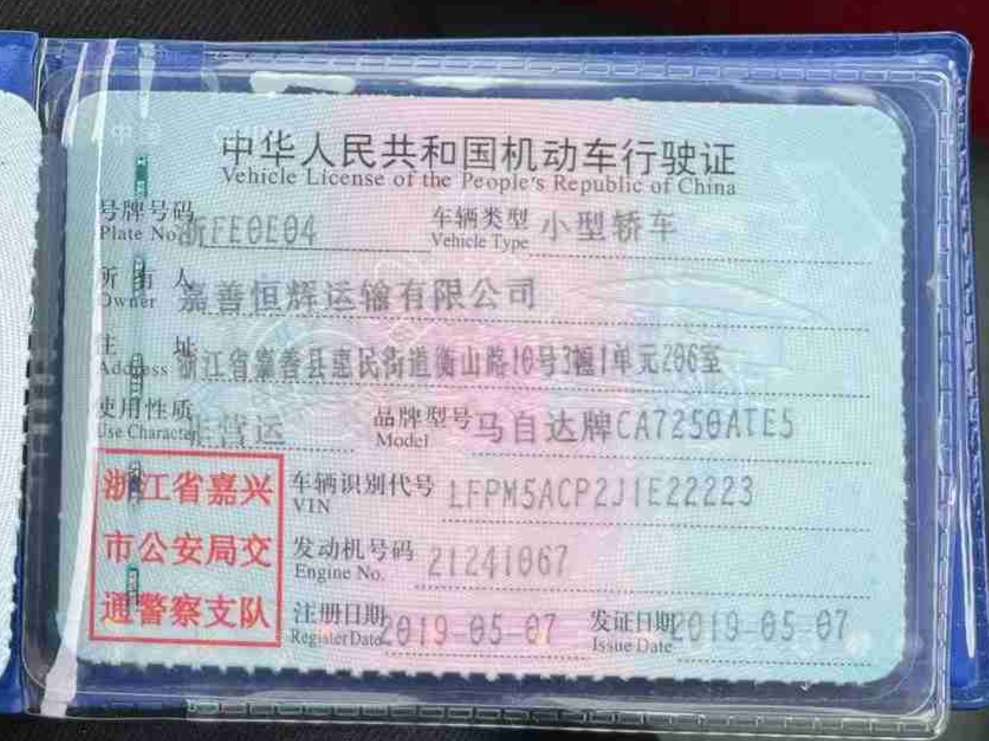 中华人民共和国机动车行驶证
Vehicle License of the People's Republic of China
号牌号码 浙FE0E04 车辆类型 小型轿车
Plate No. Vehicle Type
所有人 嘉善恒辉运输有限公司
Owner
住址 浙江省嘉善县惠民街道衡山路10号3幢1单元206室
Address
使用性质 非营运 品牌型号 马自达牌CA7250ATE5
Use Character Model
浙江省嘉兴
市公安局交
通警察支队
车辆识别代号 LFPM5ACP2J1E22223
VIN
发动机号码 21241067
Engine No.
注册日期 2019-05-07 发证日期 2019-05-07
Register Date Issue Date